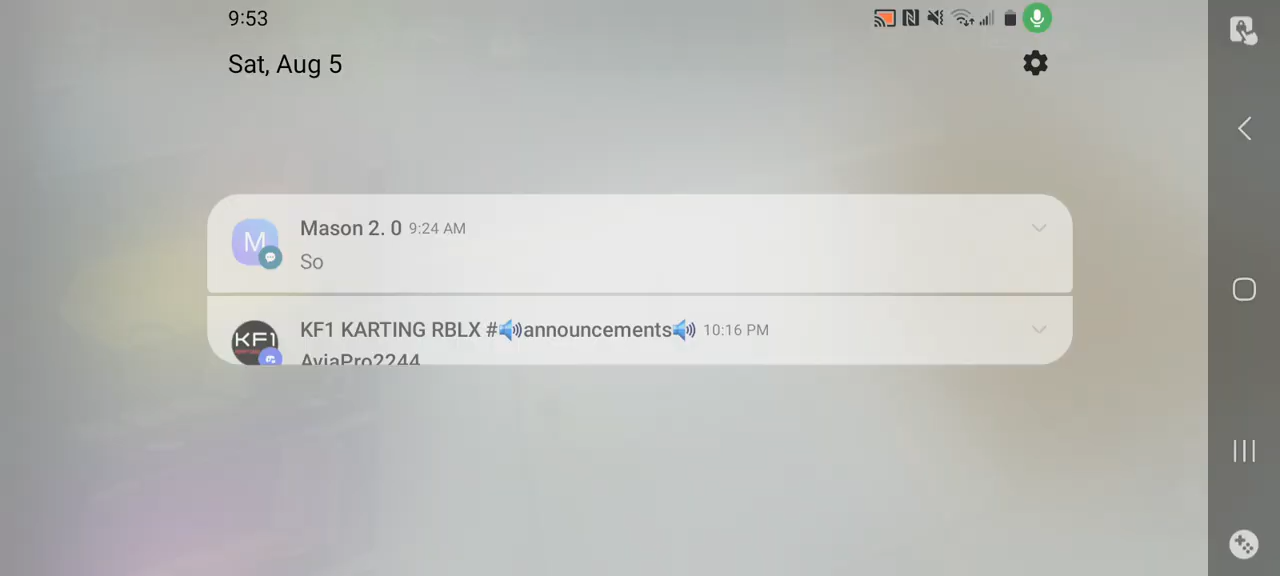 9:53
Sat, Aug 5
M
Mason 2. 0 9:24 AM
So
KF1
KF1 KARTING RBLX #🔊announcements🔊 10:16 PM
AviaPro2244